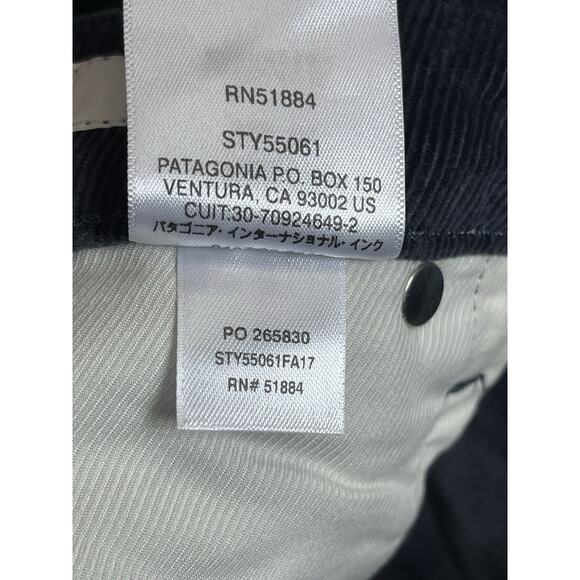 RN51884
STY55061
PATAGONIA P.O. BOX 150
VENTURA, CA 93002 US
CUIT:30-70924649-2
パタゴニア・インターナショナル・インク
PO 265830
STY55061FA17
RN# 51884